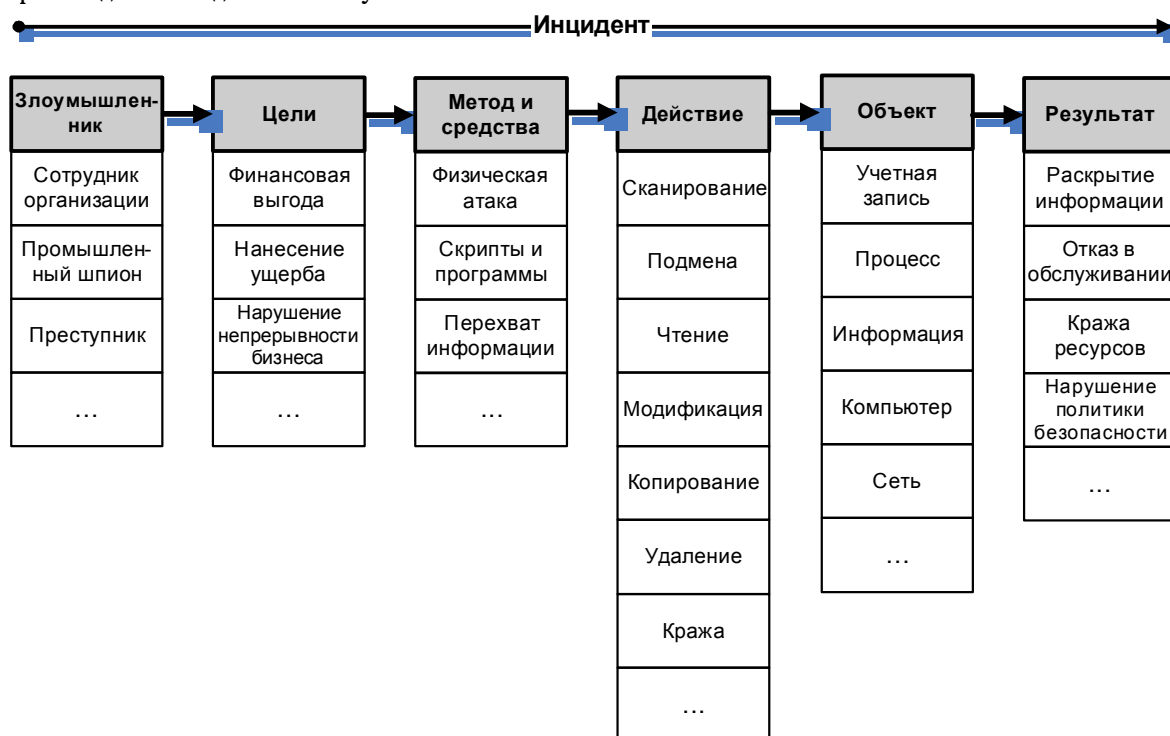 Инцидент
Злоумышлен-
ник
Цели
Метод и
средства
Действие
Объект
Результат
Сотрудник
организации
Промышлен-
ный шпион
Преступник
...
Финансовая
выгода
Нанесение
ущерба
Нарушение
непрерывности
бизнеса
...
Физическая
атака
Скрипты и
программы
Перехват
информации
...
Сканирование
Подмена
Чтение
Модификация
Копирование
Удаление
Кража
...
Учетная
запись
Процесс
Информация
Компьютер
Сеть
...
Раскрытие
информации
Отказ в
обслуживании
Кража
ресурсов
Нарушение
политики
безопасности
...